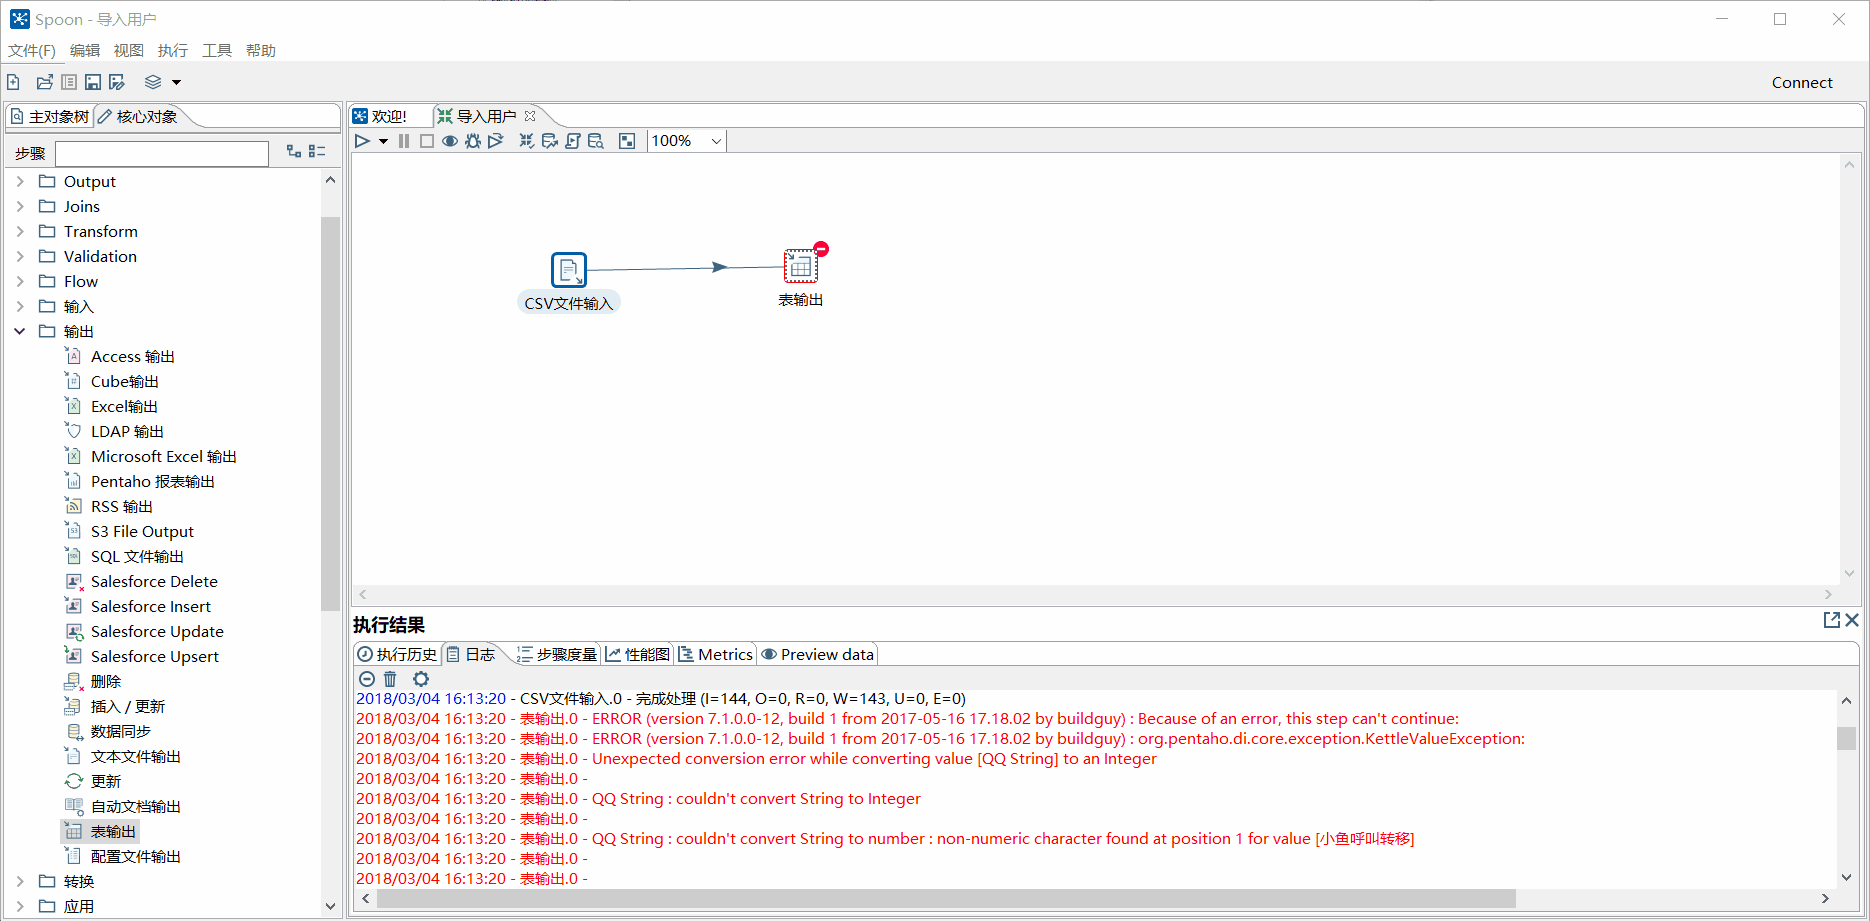 Spoon - 导入用户
文件(F) 编辑 视图 执行 工具 帮助
Connect
主对象树 核心对象
步骤
Output
Joins
Transform
Validation
Flow
输入
输出
Access 输出
Cube输出
Excel输出
LDAP 输出
Microsoft Excel 输出
Pentaho 报表输出
RSS 输出
S3 File Output
SQL 文件输出
Salesforce Delete
Salesforce Insert
Salesforce Update
Salesforce Upsert
删除
插入 / 更新
数据同步
文本文件输出
更新
自动文档输出
表输出
配置文件输出
转换
应用
欢迎! 导入用户
100%
CSV文件输入
表输出
执行结果
执行历史 日志 步骤度量 性能图 Metrics Preview data
2018/03/04 16:13:20 - CSV文件输入.0 - 完成处理 (I=144, O=0, R=0, W=143, U=0, E=0)
2018/03/04 16:13:20 - 表输出.0 - ERROR (version 7.1.0.0-12, build 1 from 2017-05-16 17.18.02 by buildguy) : Because of an error, this step can't continue:
2018/03/04 16:13:20 - 表输出.0 - ERROR (version 7.1.0.0-12, build 1 from 2017-05-16 17.18.02 by buildguy) : org.pentaho.di.core.exception.KettleValueException:
2018/03/04 16:13:20 - 表输出.0 - Unexpected conversion error while converting value [QQ String] to an Integer
2018/03/04 16:13:20 - 表输出.0 -
2018/03/04 16:13:20 - 表输出.0 - QQ String : couldn't convert String to Integer
2018/03/04 16:13:20 - 表输出.0 -
2018/03/04 16:13:20 - 表输出.0 - QQ String : couldn't convert String to number : non-numeric character found at position 1 for value [小鱼呼叫转移]
2018/03/04 16:13:20 - 表输出.0 -
2018/03/04 16:13:20 - 表输出.0 -